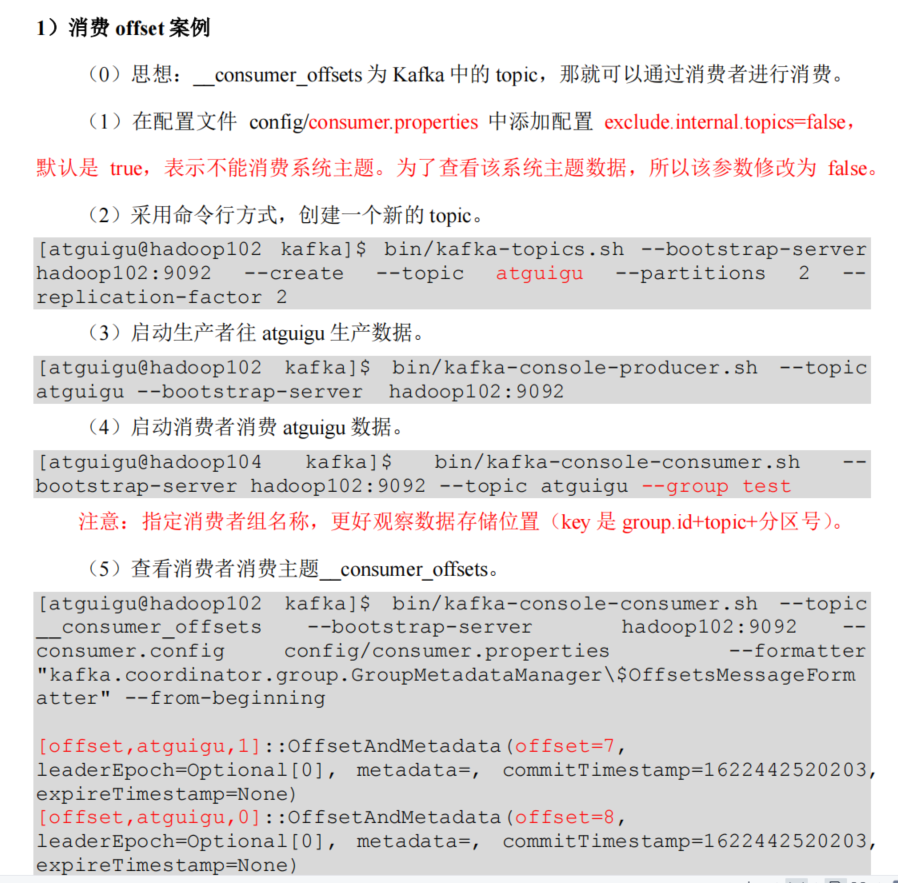 1）消费 offset 案例
（0）思想：__consumer_offsets 为 Kafka 中的 topic，那就可以通过消费者进行消费。
（1）在配置文件 config/consumer.properties 中添加配置 exclude.internal.topics=false，
默认是 true，表示不能消费系统主题。为了查看该系统主题数据，所以该参数修改为 false。
（2）采用命令行方式，创建一个新的 topic。
[atguigu@hadoop102 kafka]$ bin/kafka-topics.sh --bootstrap-server
hadoop102:9092 --create --topic atguigu --partitions 2 --
replication-factor 2
（3）启动生产者往 atguigu 生产数据。
[atguigu@hadoop102 kafka]$ bin/kafka-console-producer.sh --topic
atguigu --bootstrap-server hadoop102:9092
（4）启动消费者消费 atguigu 数据。
[atguigu@hadoop104 kafka]$ bin/kafka-console-consumer.sh --
bootstrap-server hadoop102:9092 --topic atguigu --group test
注意：指定消费者组名称，更好观察数据存储位置（key 是 group.id+topic+分区号）。
（5）查看消费者消费主题__consumer_offsets。
[atguigu@hadoop102 kafka]$ bin/kafka-console-consumer.sh --topic
__consumer_offsets --bootstrap-server hadoop102:9092 --
consumer.config config/consumer.properties --formatter
"kafka.coordinator.group.GroupMetadataManager\$OffsetsMessageForm
atter" --from-beginning
[offset,atguigu,1]::OffsetAndMetadata(offset=7,
leaderEpoch=Optional[0], metadata=, commitTimestamp=1622442520203,
expireTimestamp=None)
[offset,atguigu,0]::OffsetAndMetadata(offset=8,
leaderEpoch=Optional[0], metadata=, commitTimestamp=1622442520203,
expireTimestamp=None)